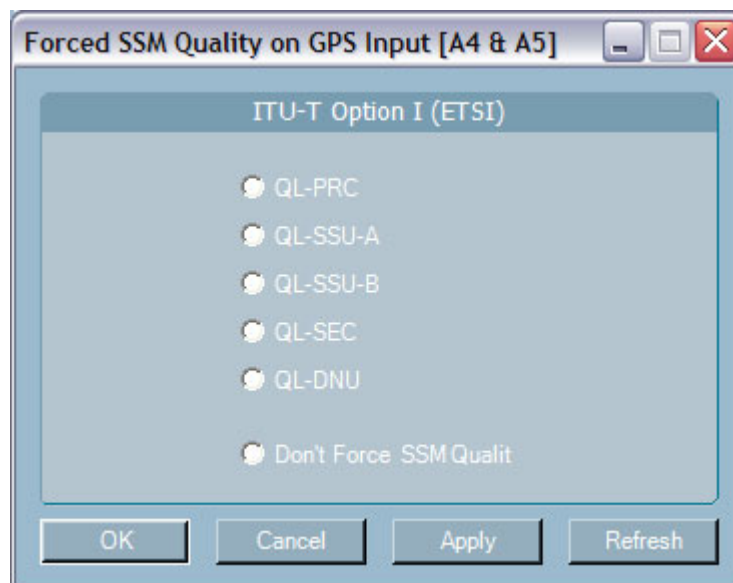 Forced SSM Quality on GPS Input [A4 & A5]
ITU-T Option I (ETSI)
QL-PRC
QL-SSU-A
QL-SSU-B
QL-SEC
QL-DNU
Don't Force SSM Qualit
OK Cancel Apply Refresh